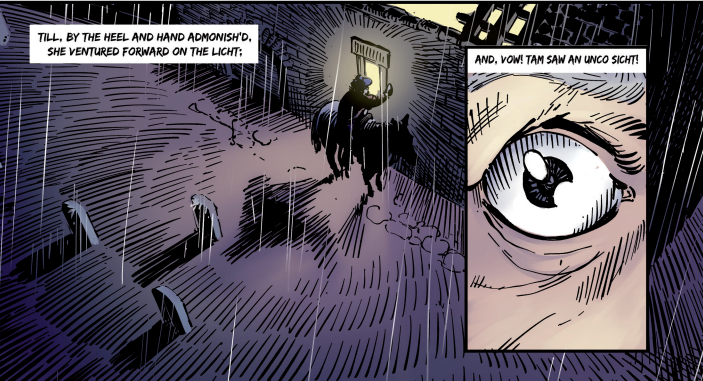 TILL, BY THE HEEL AND HAND ADMONISH'D,
SHE VENTURED FORWARD ON THE LICHT;
AND, VOW! TAM SAW AN UNCO SICHT!